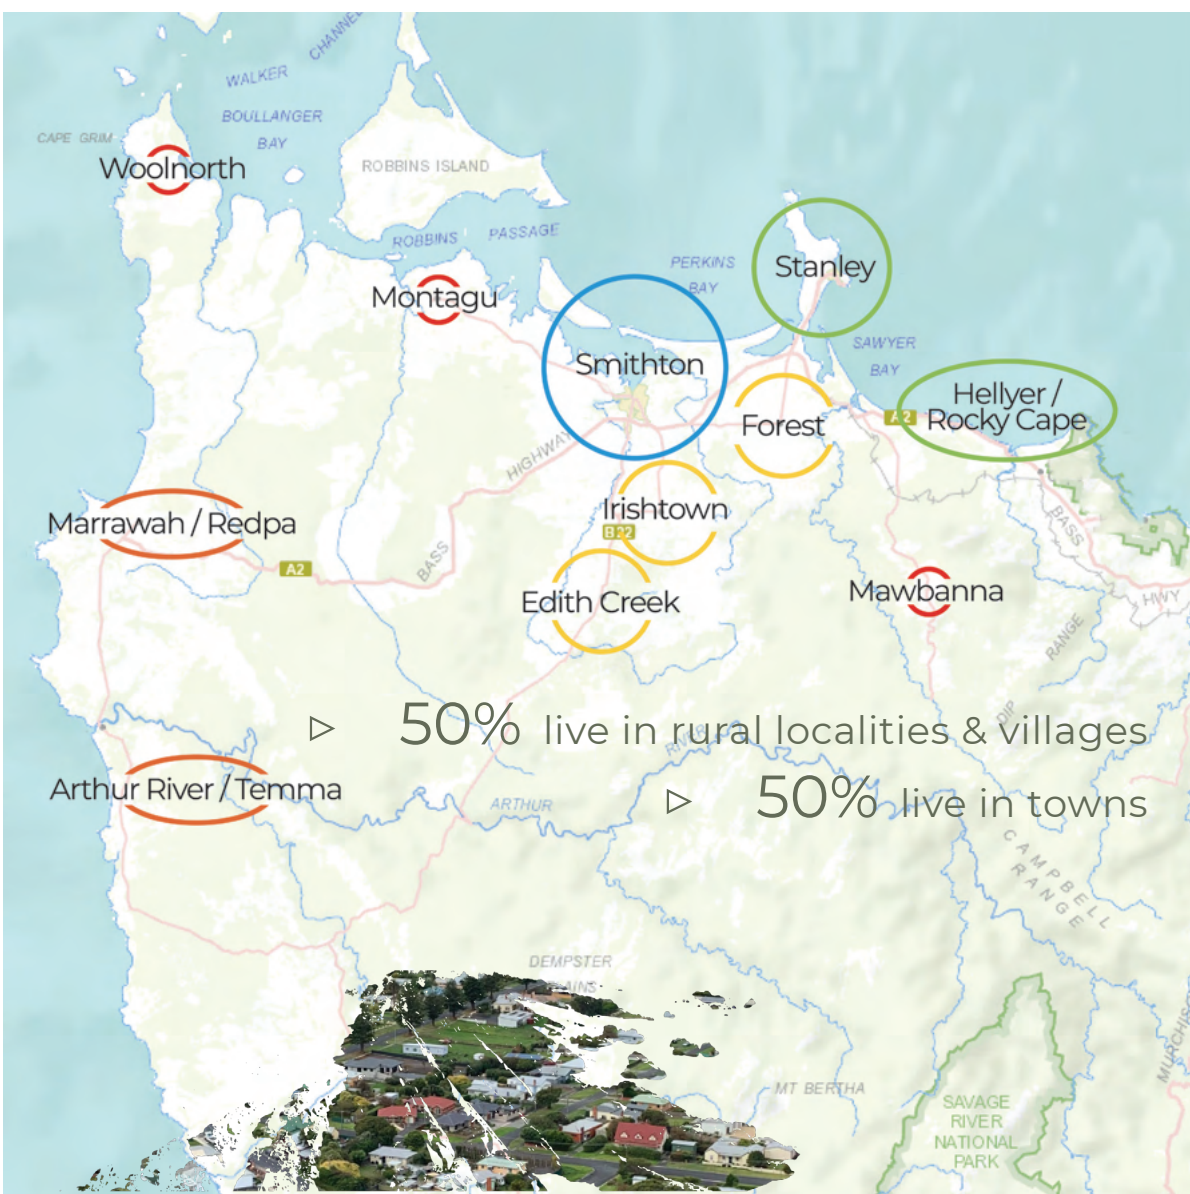 CHANNEL
WALKER
BOULLANGER
BAY
CAPE GRIM
Woolnorth
ROBBINS ISLAND
ROBBINS PASSAGE
PERKINS
BAY
Stanley
Montagu
SAWYER
BAY
Smithton
Hellyer /
Rocky Cape
A2
Forest
HIGHWAY
BASS
Irishtown
B22
Marrawah / Redpa
A2
BASS
HWY
Edith Creek
Mawbanna
RANGE
DIP
50% live in rural localities & villages
RIVER
Arthur River / Temma
ARTHUR
50% live in towns
CAMPBELL
RANGE
DEMPSTER
PLAINS
MT BERTHA
SAVAGE
RIVER
NATIONAL
PARK